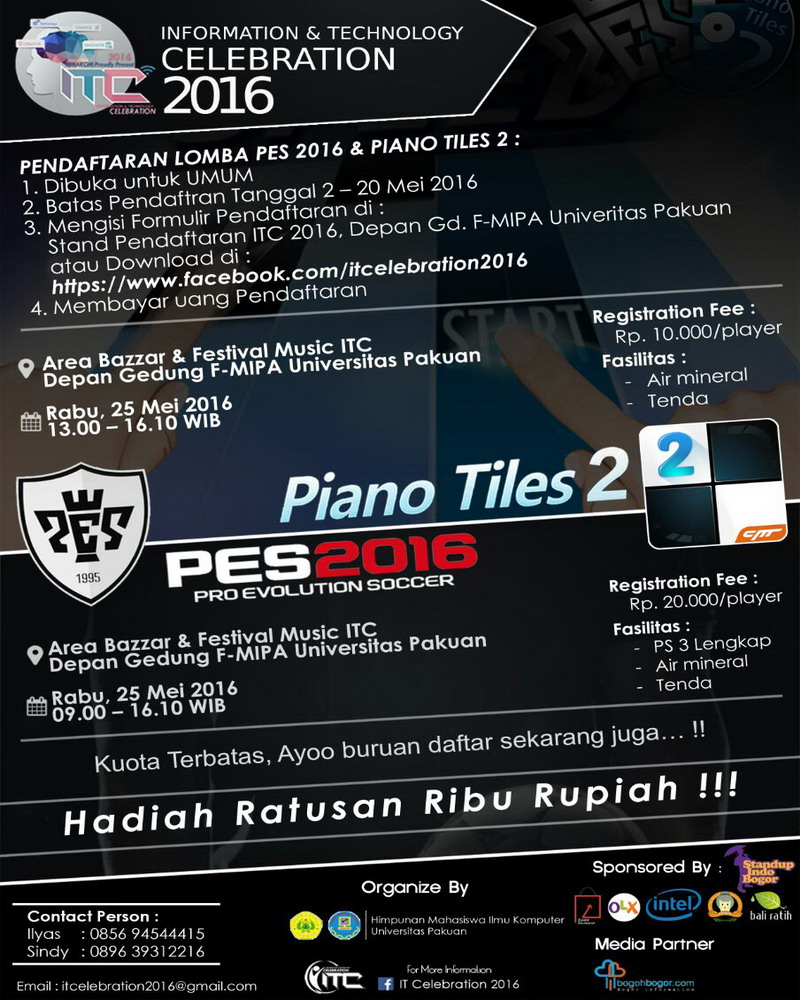 INFORMATION & TECHNOLOGY
CELEBRATION
2016
2016
ITC
CELEBRATION
PENDAFTARAN LOMBA PES 2016 & PIANO TILES 2 :
1. Dibuka untuk UMUM
2. Batas Pendaftran Tanggal 2 – 20 Mei 2016
3. Mengisi Formulir Pendaftaran di :
Stand Pendaftaran ITC 2016, Depan Gd. F-MIPA Univeritas Pakuan
atau Download di :
https://www.facebook.com/itcelebration2016
4. Membayar uang Pendaftaran
START
Area Bazzar & Festival Music ITC
Depan Gedung F-MIPA Universitas Pakuan
Rabu, 25 Mei 2016
13.00 – 16.10 WIB
Registration Fee :
Rp. 10.000/player
Fasilitas :
- Air mineral
- Tenda
Piano Tiles 2
2
CM
PES
1995
PES2016
PRO EVOLUTION SOCCER
Area Bazzar & Festival Music ITC
Depan Gedung F-MIPA Universitas Pakuan
Rabu, 25 Mei 2016
09.00 – 16.10 WIB
Registration Fee :
Rp. 20.000/player
Fasilitas :
- PS 3 Lengkap
- Air mineral
- Tenda
Kuota Terbatas, Ayoo buruan daftar sekarang juga... !!
Hadiah Ratusan Ribu Rupiah !!!
Contact Person :
Ilyas : 0856 94544415
Sindy : 0896 39312216
Email : itcelebration2016@gmail.com
Organize By
Himpunan Mahasiswa Ilmu Komputer
Universitas Pakuan
ITC
For More Information
IT Celebration 2016
Sponsored By :
Standup
Indo
Bogor
OLX
intel
bali ratih
Media Partner
bogohbogor.com
Bogor Information